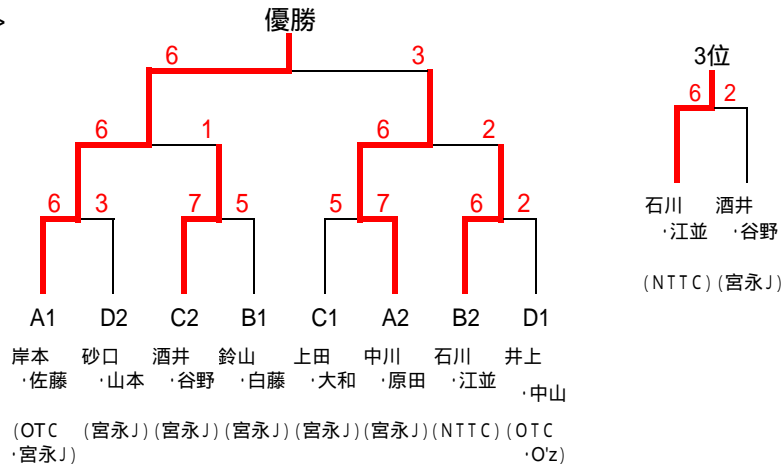 >
優勝
6 3
3位
6 2
6 1 6 2
6 3 7 5 5 7 6 2
石川 酒井
・江並 ・谷野
(NTTC) (宮永J)
A1 D2 C2 B1 C1 A2 B2 D1
岸本 砂口 酒井 鈴山 上田 中川 石川 井上
・佐藤 ・山本 ・谷野 ・白藤 ・大和 ・原田 ・江並 ・中山
(OTC (宮永J) (宮永J) (宮永J) (宮永J) (宮永J) (NTTC) (OTC
・宮永J) ・O'z)